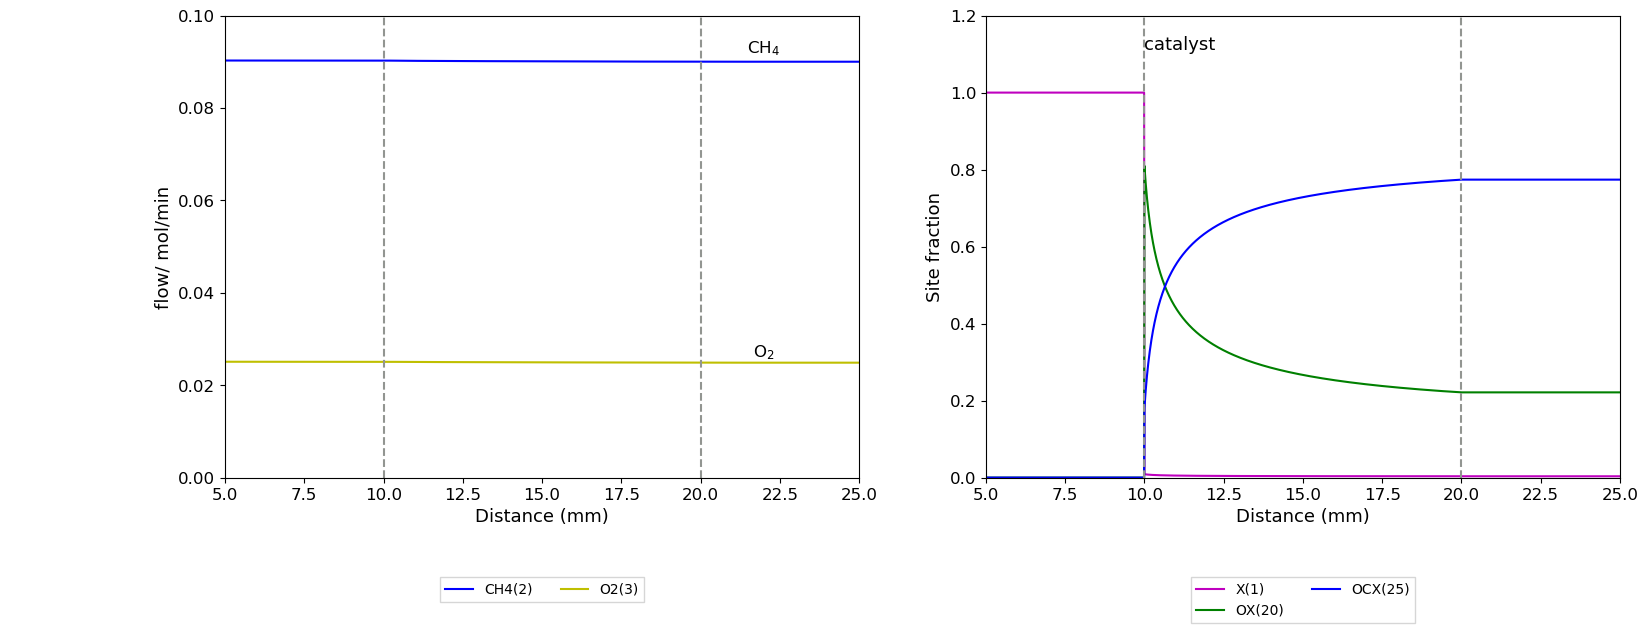 0.10
0.08
0.06
0.04
0.02
0.00
flow/ mol/min
CH4
O2
5.0 7.5 10.0 12.5 15.0 17.5 20.0 22.5 25.0
Distance (mm)
CH4(2) O2(3)
1.2
1.0
0.8
0.6
0.4
0.2
0.0
Site fraction
catalyst
5.0 7.5 10.0 12.5 15.0 17.5 20.0 22.5 25.0
Distance (mm)
X(1) OCX(25)
OX(20)